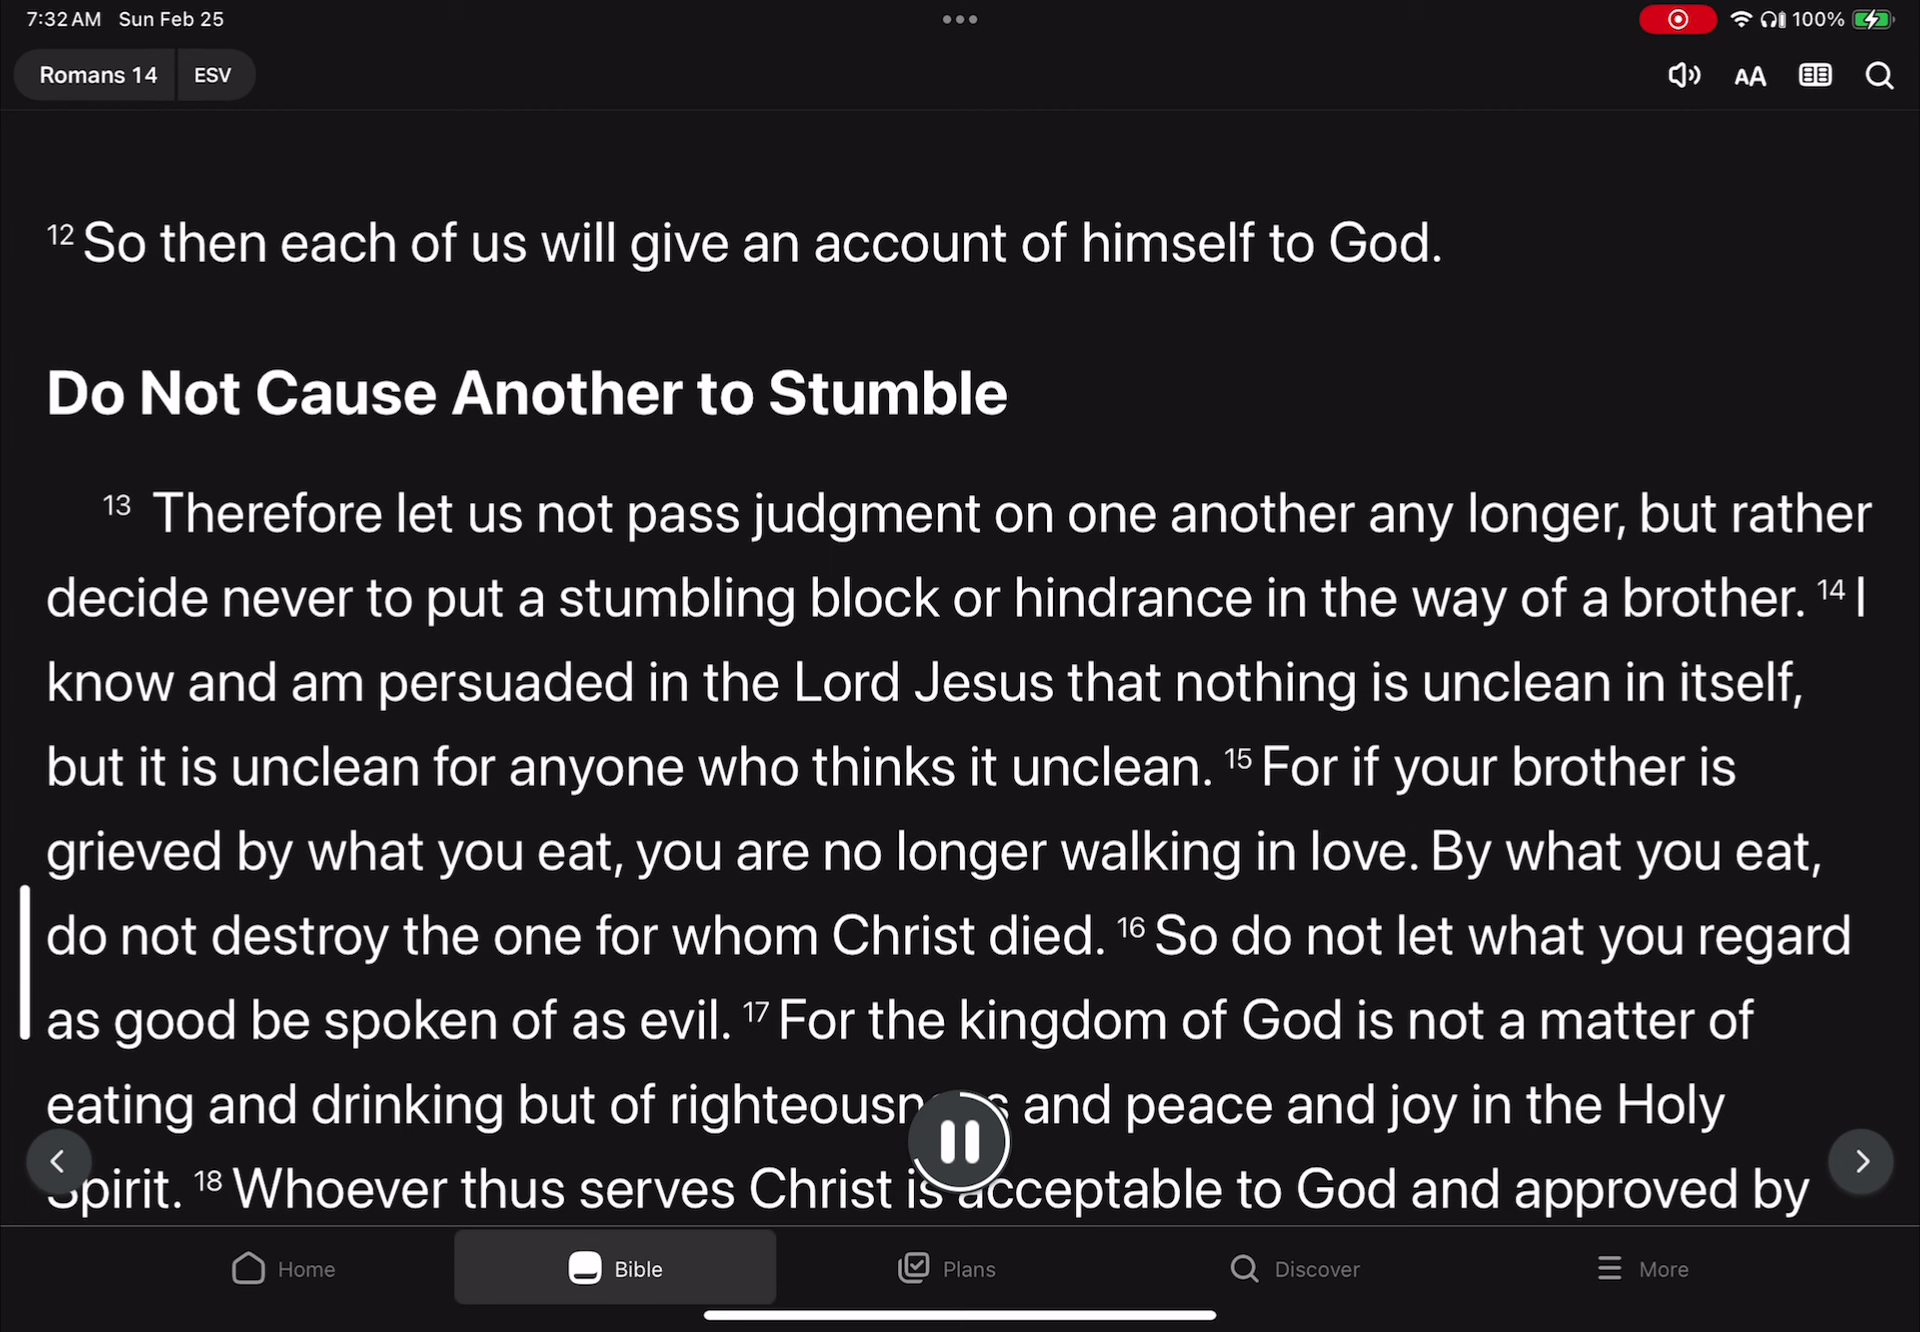 7:32 AM Sun Feb 25
100%
Romans 14 ESV
AA
12 So then each of us will give an account of himself to God.
Do Not Cause Another to Stumble
13 Therefore let us not pass judgment on one another any longer, but rather
decide never to put a stumbling block or hindrance in the way of a brother. 14 I
know and am persuaded in the Lord Jesus that nothing is unclean in itself,
but it is unclean for anyone who thinks it unclean. 15 For if your brother is
grieved by what you eat, you are no longer walking in love. By what you eat,
do not destroy the one for whom Christ died. 16 So do not let what you regard
as good be spoken of as evil. 17 For the kingdom of God is not a matter of
eating and drinking but of righteousness and peace and joy in the Holy
Spirit. 18 Whoever thus serves Christ is acceptable to God and approved by
Home Bible Plans Discover More